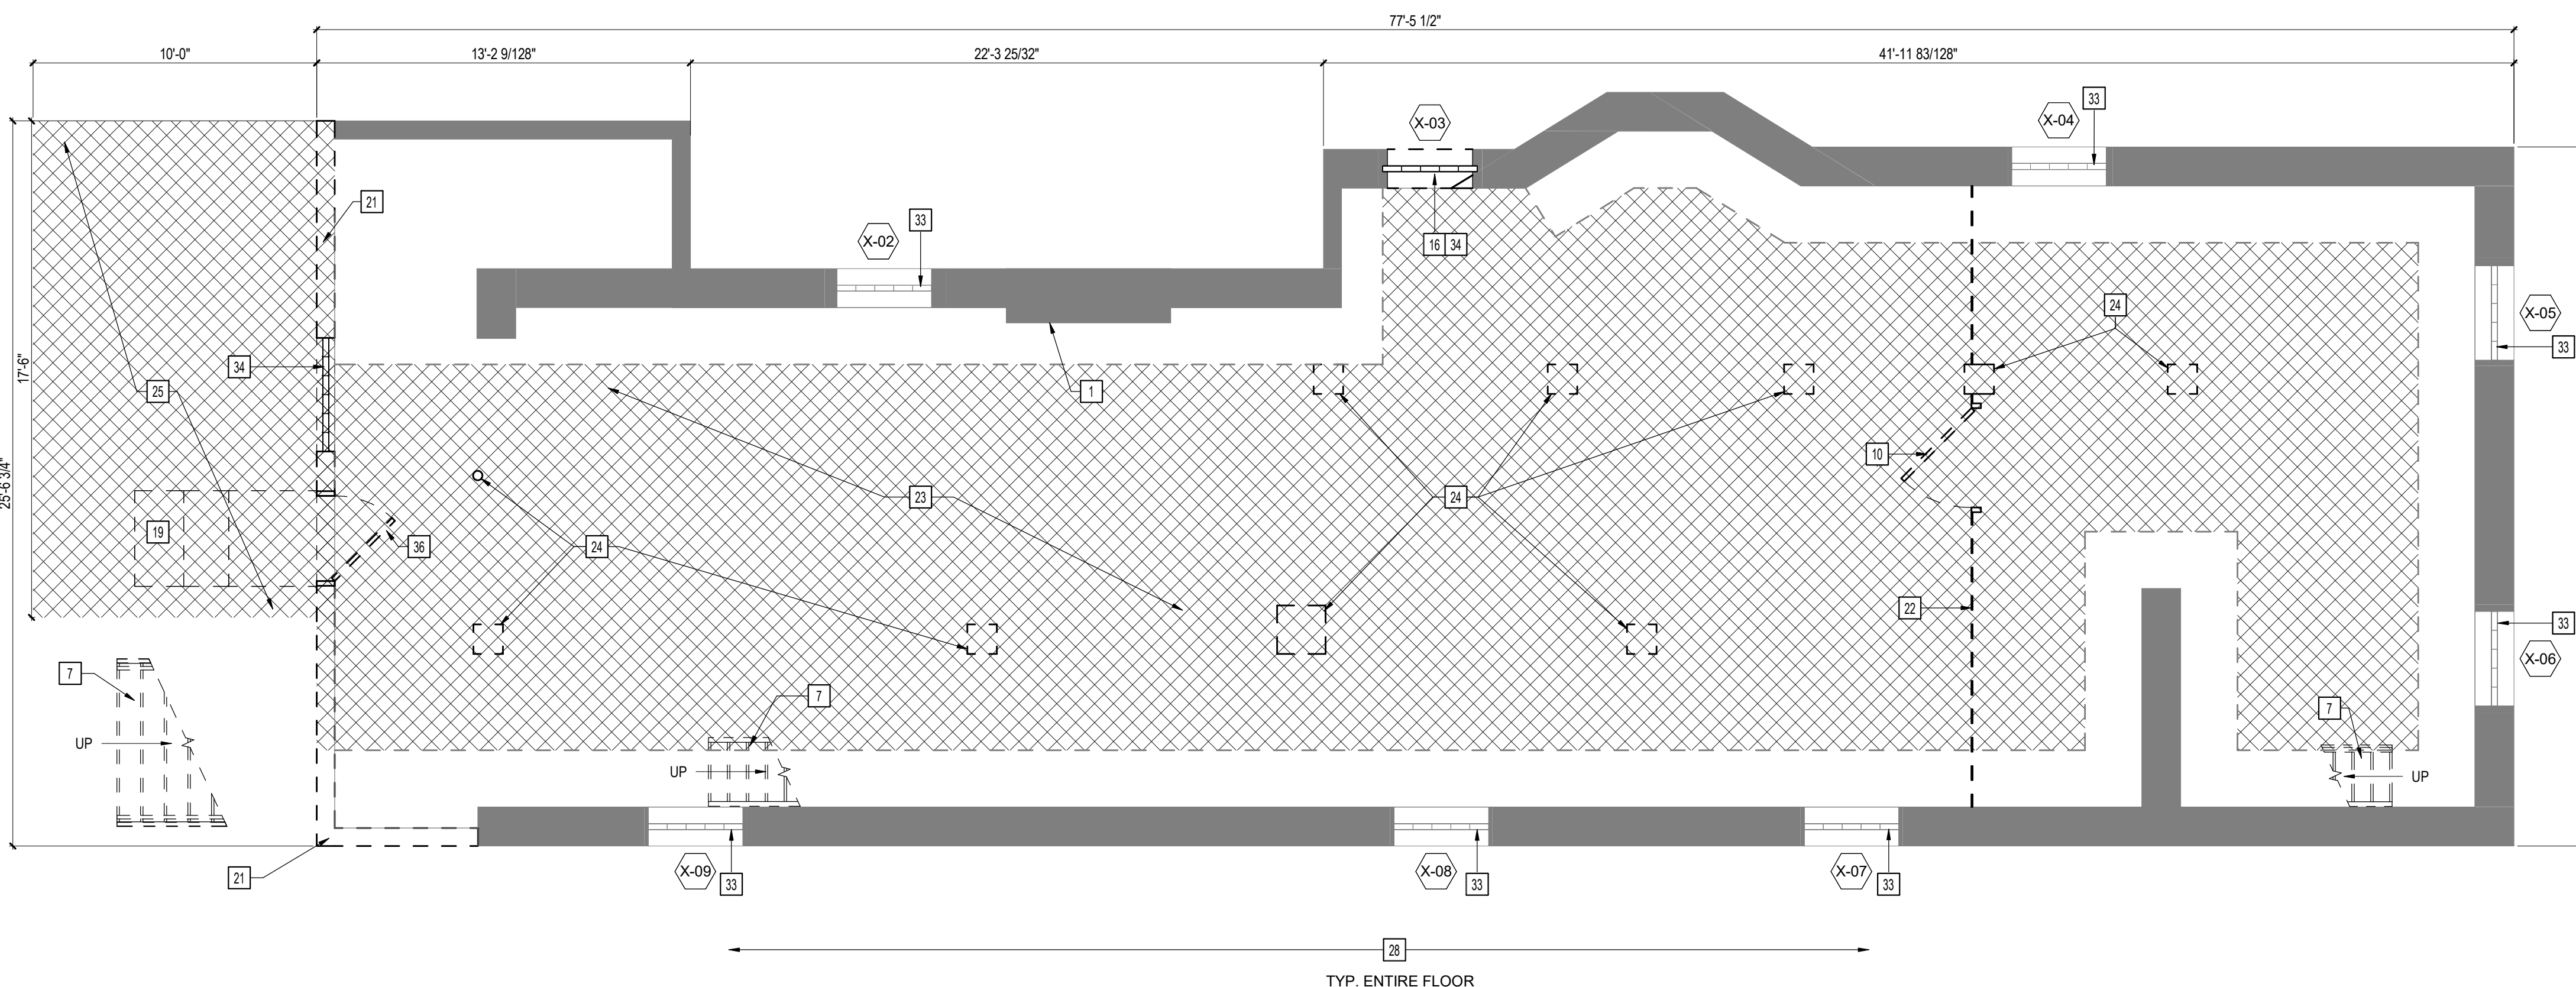 77'-5 1/2"
10'-0"
13'-2 9/128"
22'-3 25/32"
41'-11 83/128"
X-03
X-04
33
21
33
X-02
16 34
24
X-05
33
17'-6"
34
25
1
10
25'-6 3/4"
23
24
19
36
24
22
33
X-06
7
7
7
UP
UP
UP
21
X-09
33
X-08
33
X-07
33
28
TYP. ENTIRE FLOOR